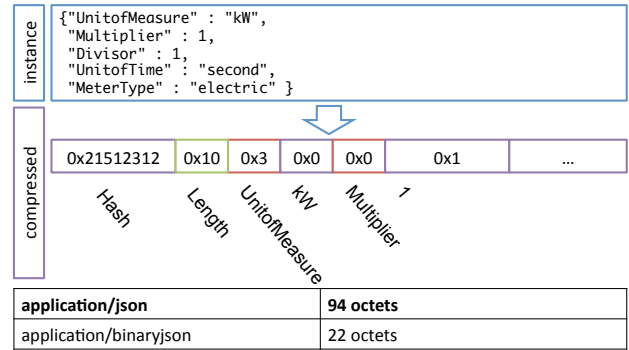 instance
{"UnitofMeasure" : "kW",
"Multiplier" : 1,
"Divisor" : 1,
"UnitofTime" : "second",
"MeterType" : "electric" }
compressed
0x21512312 0x10 0x3 0x0 0x0 0x1 ...
Hash Length UnitofMeasure kW Multiplier 1
application/json 94 octets
application/binaryjson 22 octets